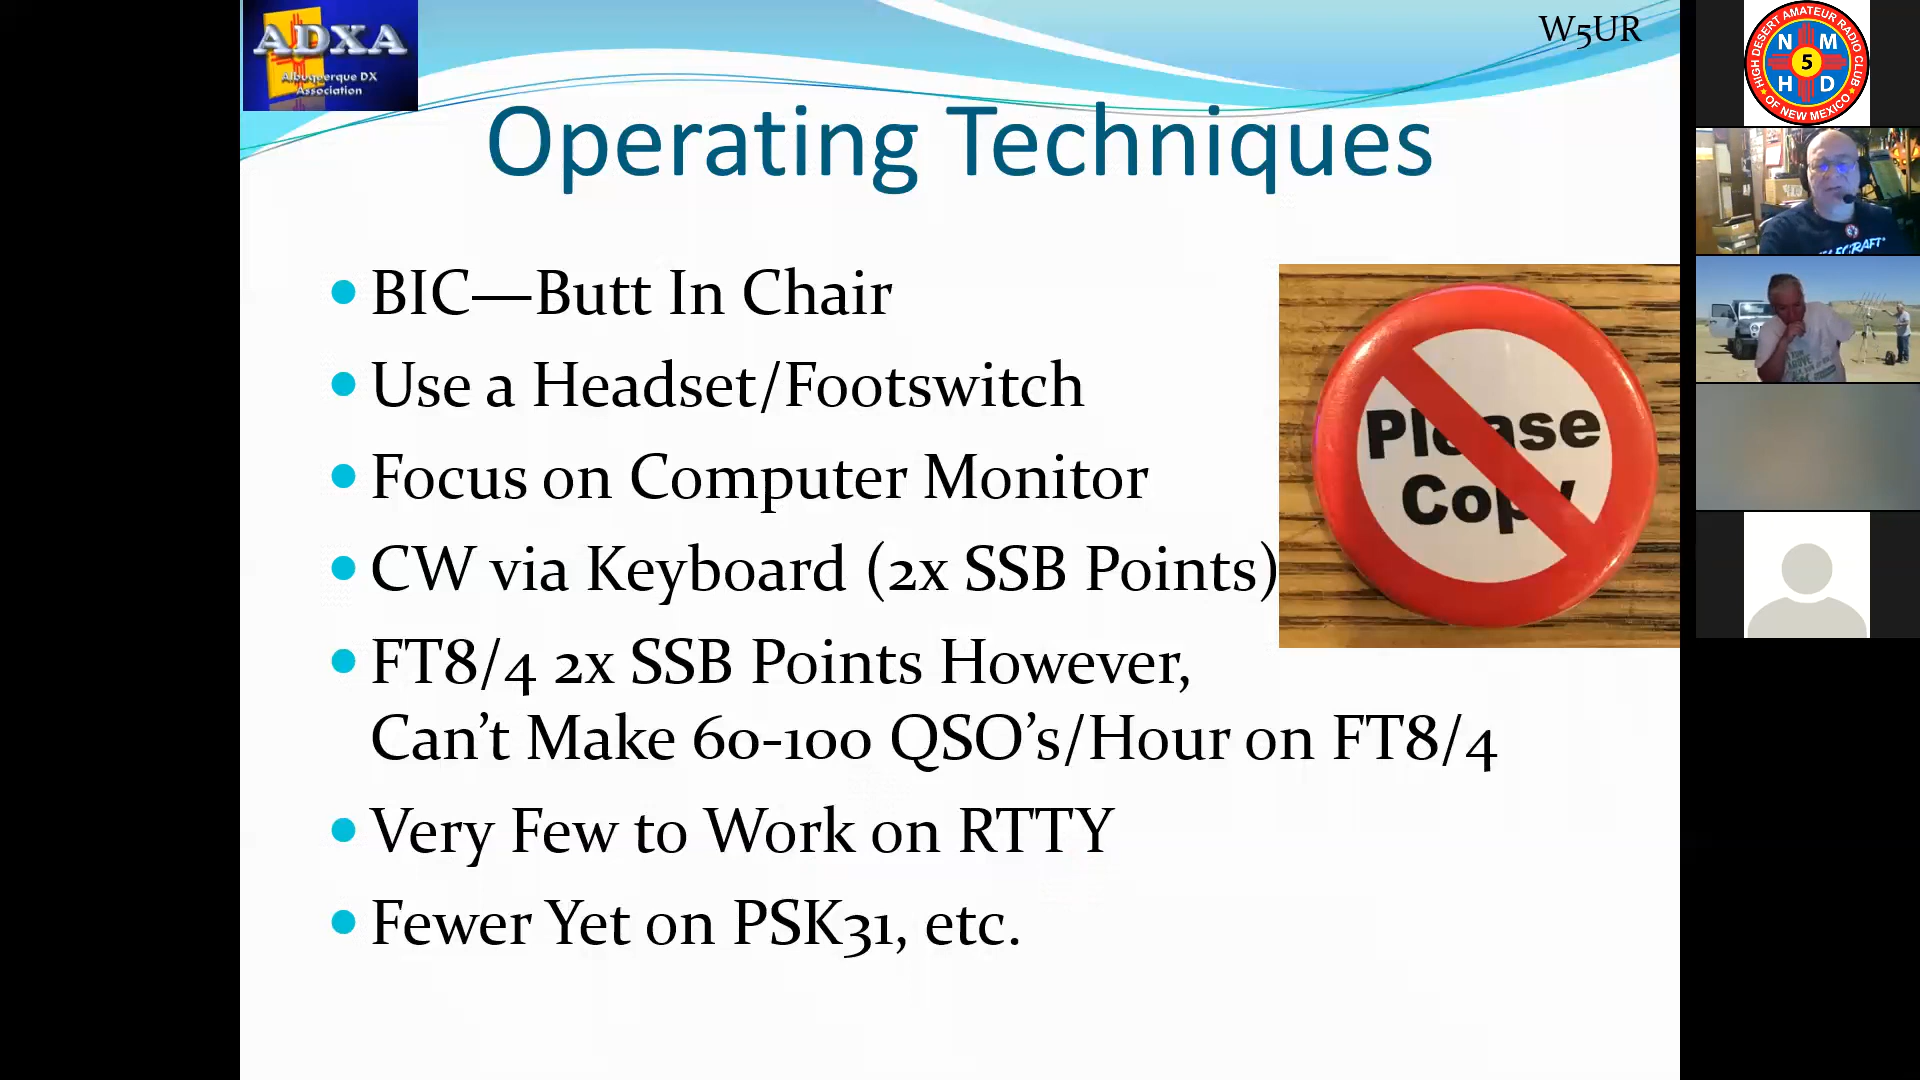 ADXA
Albuquerque DX
Association
W5UR
Operating Techniques
• BIC—Butt In Chair
• Use a Headset/Footswitch
• Focus on Computer Monitor
• CW via Keyboard (2x SSB Points)
• FT8/4 2x SSB Points However,
Can't Make 60-100 QSO's/Hour on FT8/4
• Very Few to Work on RTTY
• Fewer Yet on PSK31, etc.
Please
Copy
HIGH DESERT AMATEUR RADIO CLUB
N M
5
H D
OF NEW MEXICO